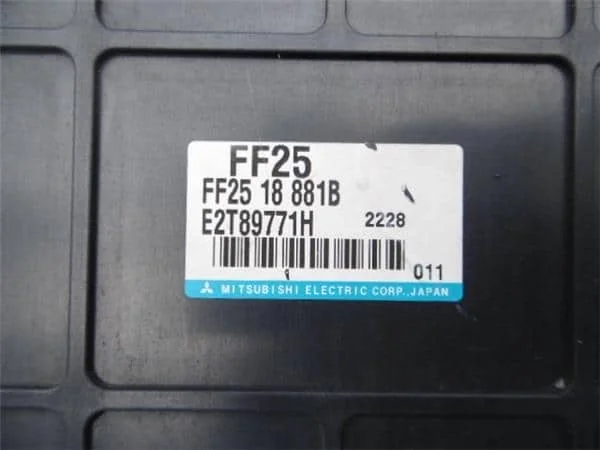 FF25
FF25 18 881B
E2T89771H 2228
011
MITSUBISHI ELECTRIC CORP.,JAPAN